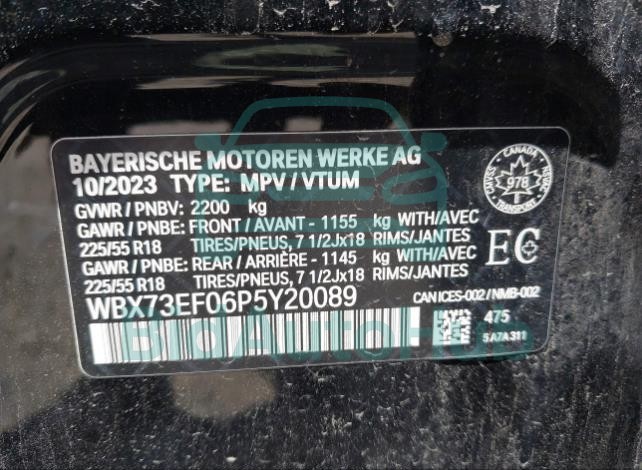 BAYERISCHE MOTOREN WERKE AG
10/2023 TYPE: MPV / VTUM
GVWR / PNBV: 2200 kg
GAWR / PNBE: FRONT / AVANT - 1155 kg WITH/AVEC
225/55 R18 TIRES/PNEUS, 7 1/2Jx18 RIMS/JANTES
GAWR / PNBE: REAR / ARRIÈRE - 1145 kg WITH/AVEC
225/55 R18 TIRES/PNEUS, 7 1/2Jx18 RIMS/JANTES
WBX73EF06P5Y20089
CANADA
978
TRANSPORT
EC
CAN ICES-002 / NMB-002
475
5A7A311
BidAutoHub